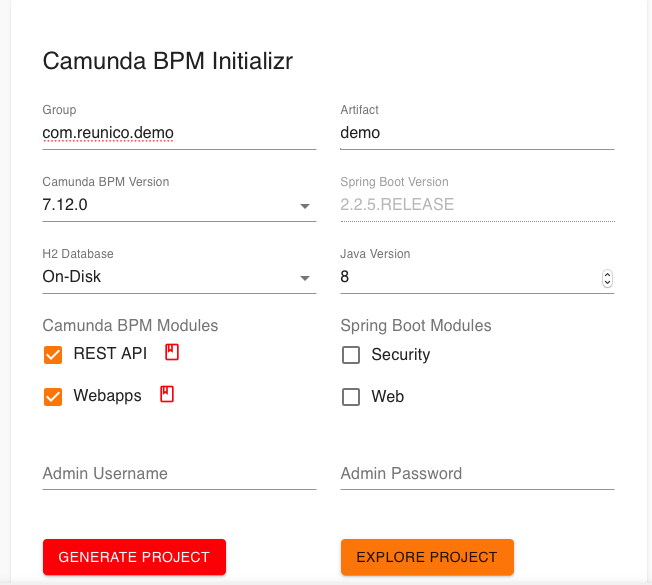 Camunda BPM Initializr
Group
Artifact
com.reunico.demo
demo
Camunda BPM Version
Spring Boot Version
7.12.0
2.2.5.RELEASE
H2 Database
Java Version
On-Disk
8
Camunda BPM Modules
Spring Boot Modules
REST API
Security
Webapps
Web
Admin Username
Admin Password
GENERATE PROJECT
EXPLORE PROJECT